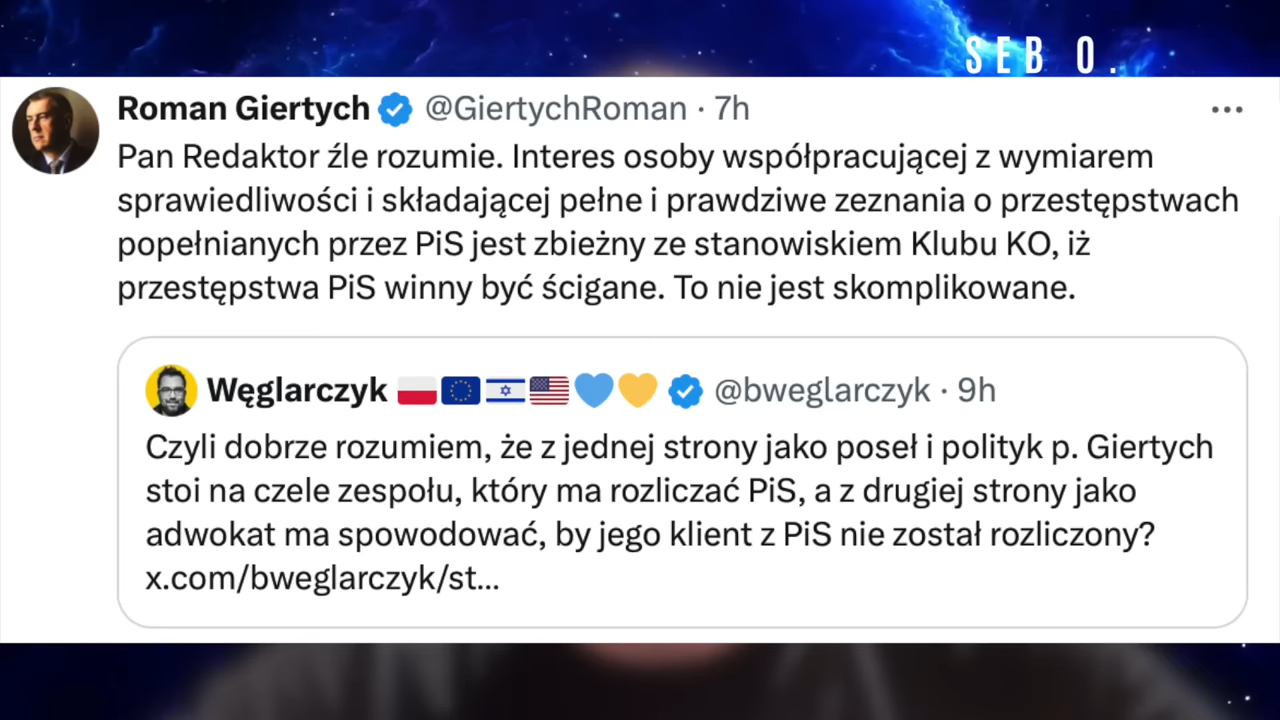 SEB O.
Roman Giertych @GiertychRoman · 7h
Pan Redaktor źle rozumie. Interes osoby współpracującej z wymiarem
sprawiedliwości i składającej pełne i prawdziwe zeznania o przestępstwach
popełnianych przez PiS jest zbieżny ze stanowiskiem Klubu KO, iż
przestępstwa PiS winny być ścigane. To nie jest skomplikowane.
Węglarczyk 🇵🇱🇪🇺🇮🇱🇺🇸💙💛 @bweglarczyk · 9h
Czyli dobrze rozumiem, że z jednej strony jako poseł i polityk p. Giertych
stoi na czele zespołu, który ma rozliczać PiS, a z drugiej strony jako
adwokat ma spowodować, by jego klient z PiS nie został rozliczony?
x.com/bweglarczyk/st...